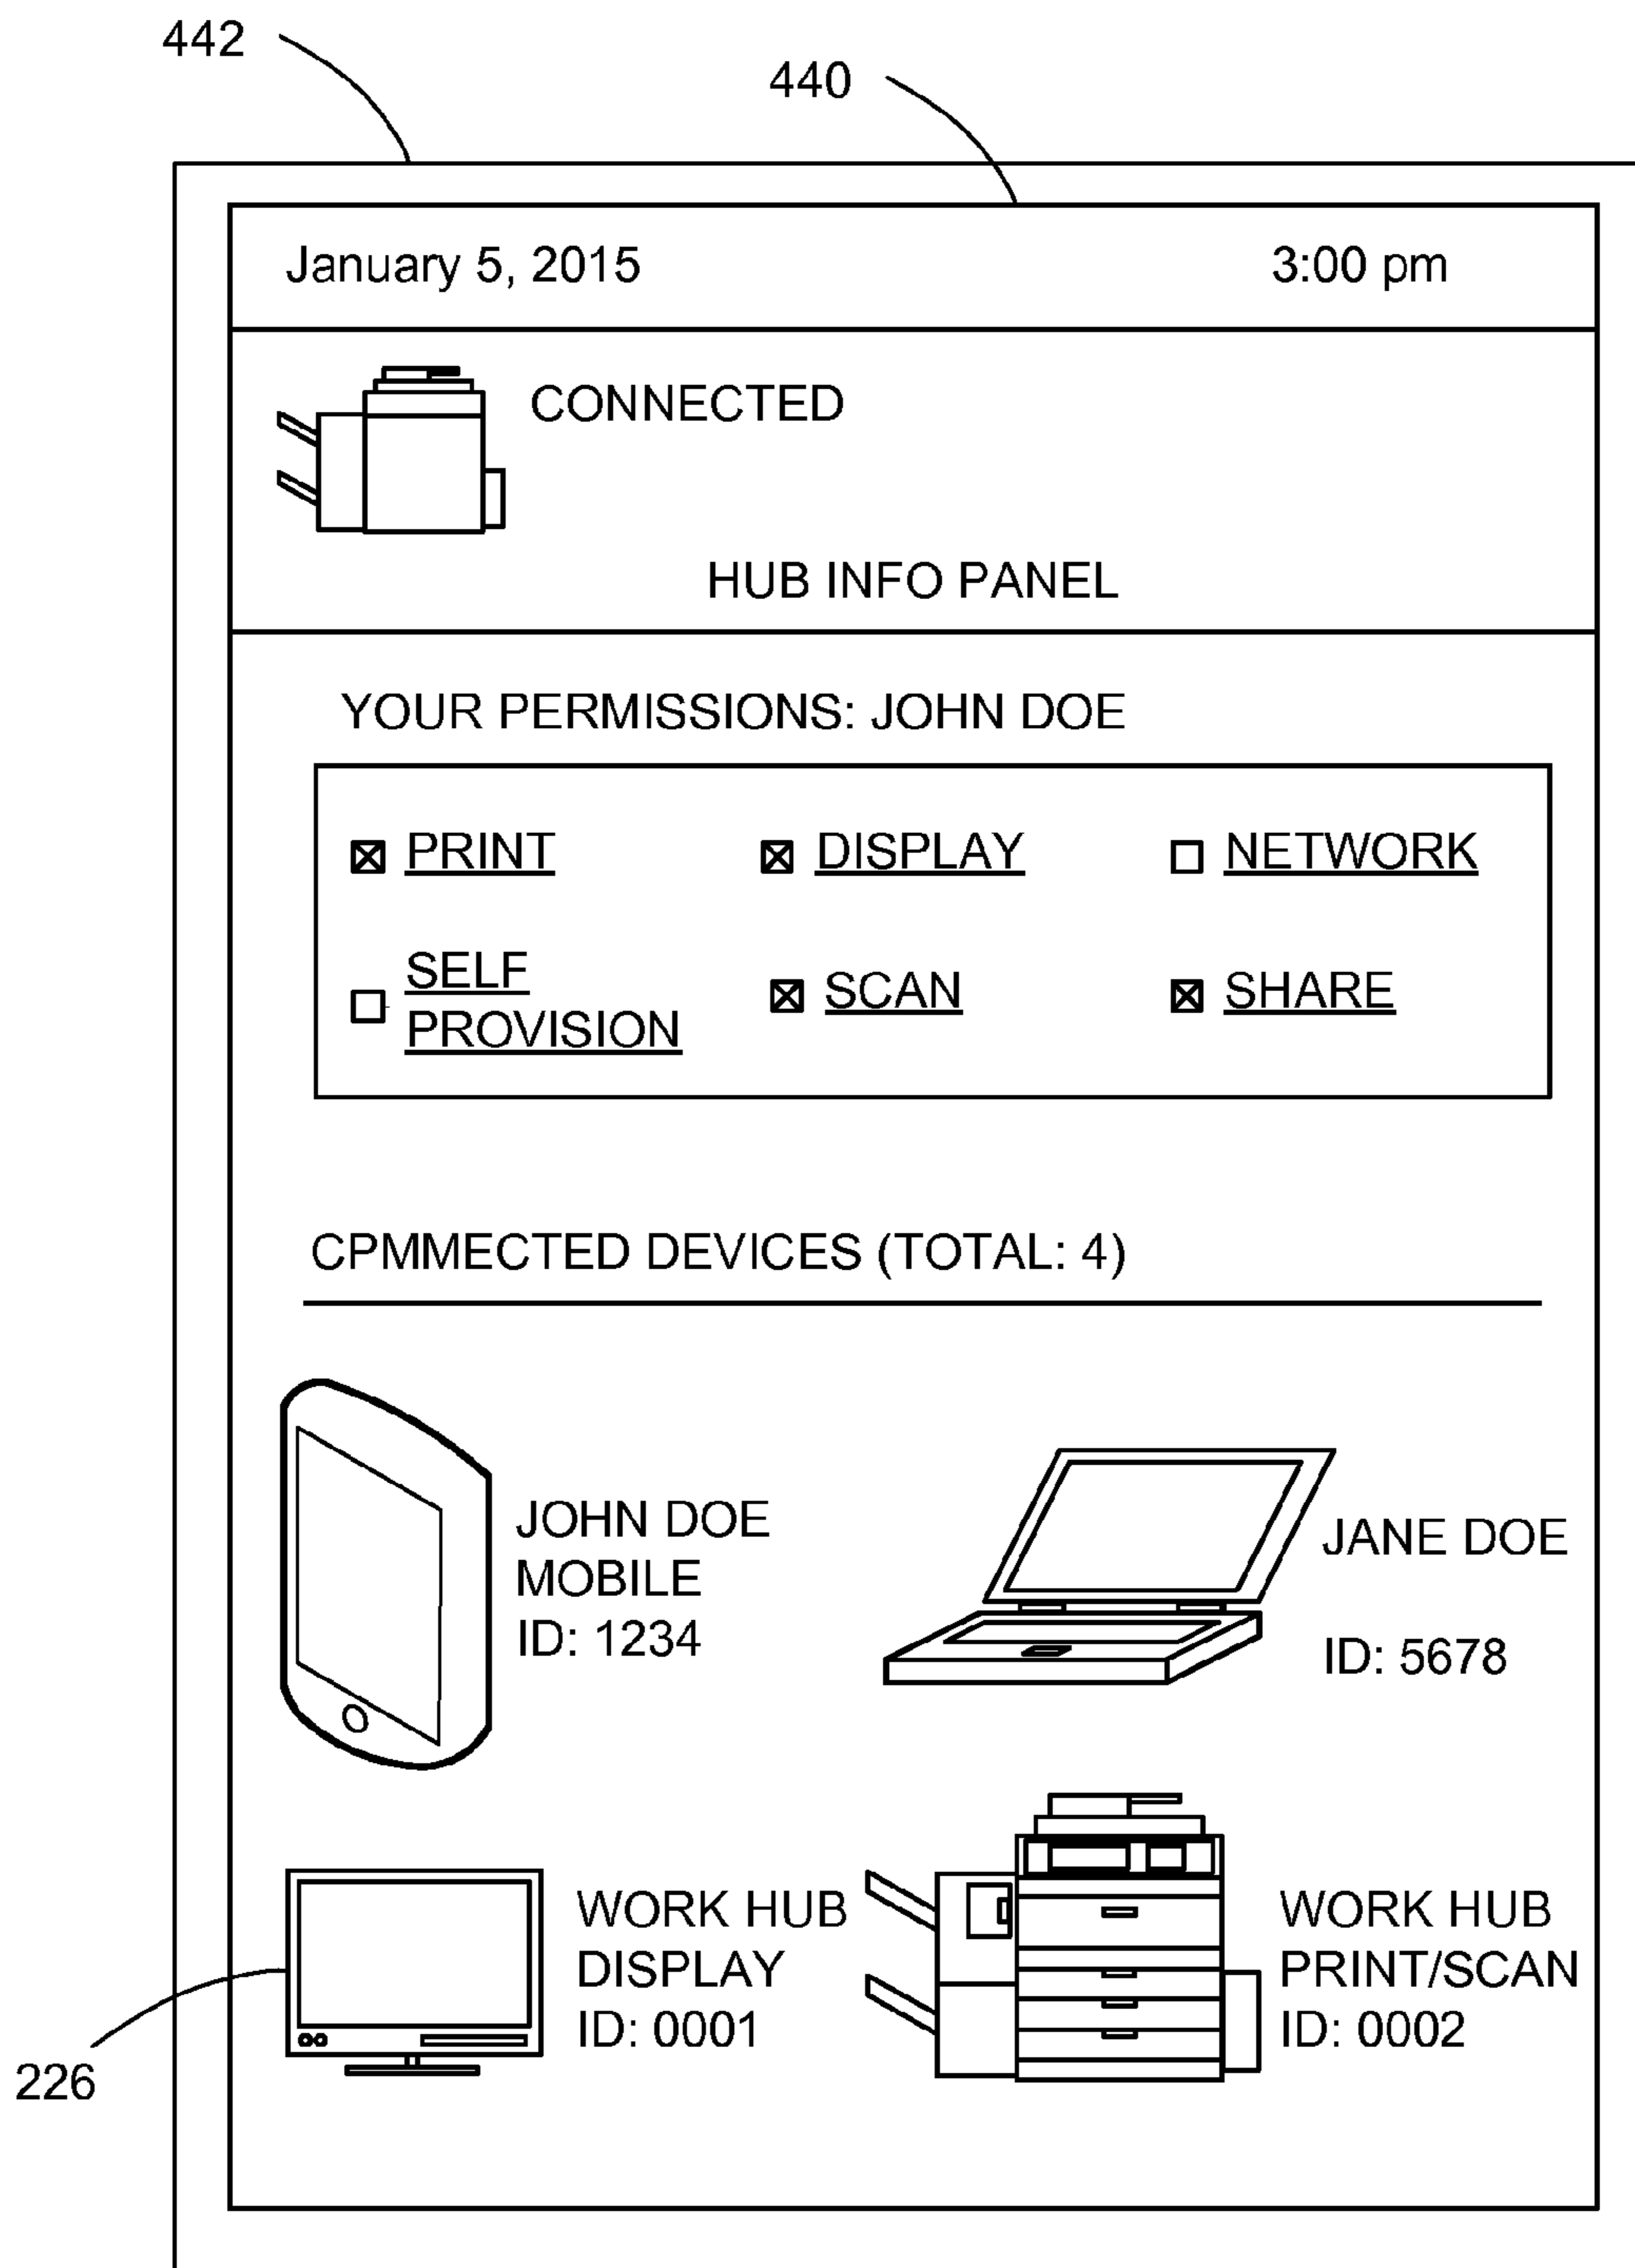 442
440
January 5, 2015 3:00 pm
CONNECTED
HUB INFO PANEL
YOUR PERMISSIONS: JOHN DOE
PRINT DISPLAY NETWORK
SELF
PROVISION
SCAN SHARE
CPMMECTED DEVICES (TOTAL: 4)
JOHN DOE
MOBILE
ID: 1234
JANE DOE
ID: 5678
WORK HUB
DISPLAY
ID: 0001
WORK HUB
PRINT/SCAN
ID: 0002
226